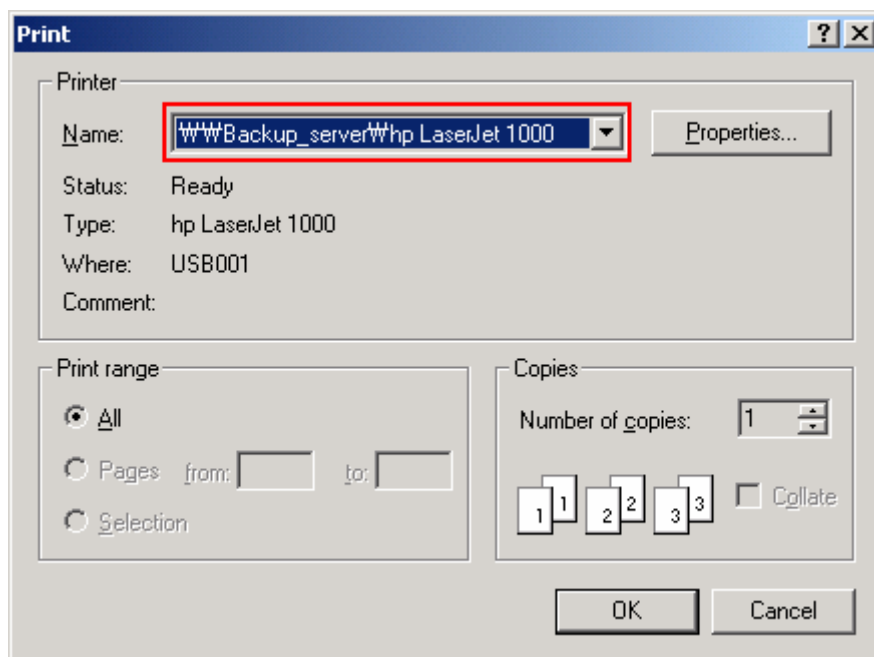 Print
Printer
Name: ₩₩Backup_server₩hp LaserJet 1000 Properties...
Status: Ready
Type: hp LaserJet 1000
Where: USB001
Comment:
Print range
All
Pages from: to:
Selection
Copies
Number of copies: 1
1 1 2 2 3 3 Collate
OK Cancel